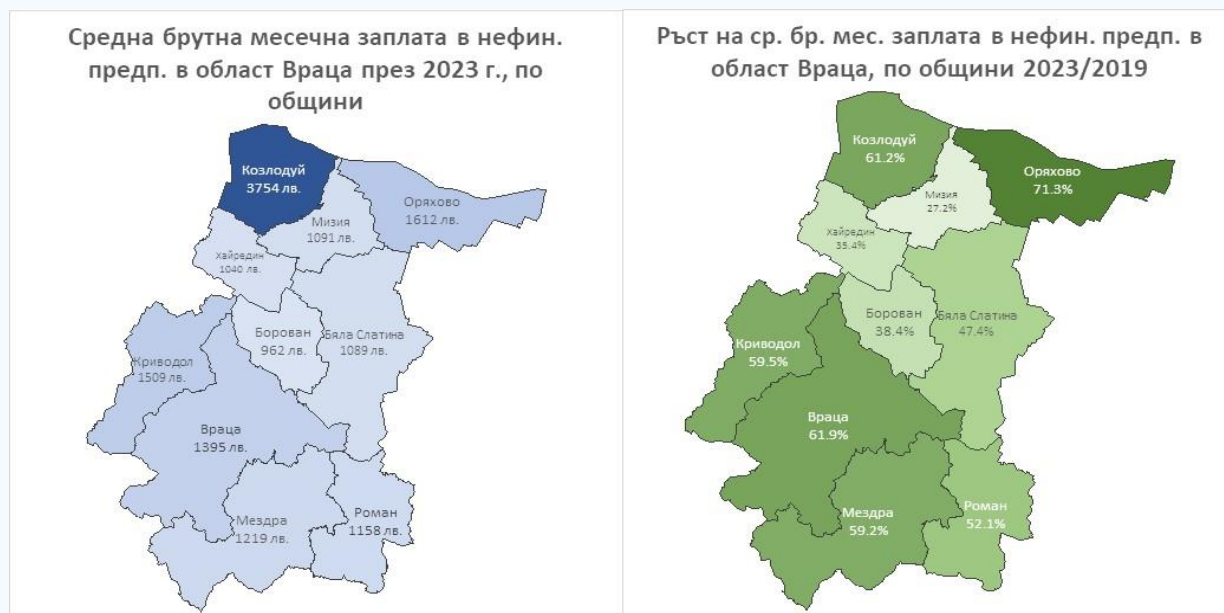 Средна брутна месечна заплата в нефин.
предп. в област Враца през 2023 г., по
общини
Козлодуй
3754 лв.
Оряхово
1612 лв.
Мизия
1091 лв.
Хайредин
1040 лв.
Борован
962 лв.
Бяла Слатина
1089 лв.
Криводол
1509 лв.
Враца
1395 лв.
Мездра
1219 лв.
Роман
1158 лв.
Ръст на ср. бр. мес. заплата в нефин. предп. в
област Враца, по общини 2023/2019
Козлодуй
61.2%
Оряхово
71.3%
Мизия
27.2%
Хайредин
35.4%
Борован
38.4%
Бяла Слатина
47.4%
Криводол
59.5%
Враца
61.9%
Мездра
59.2%
Роман
52.1%